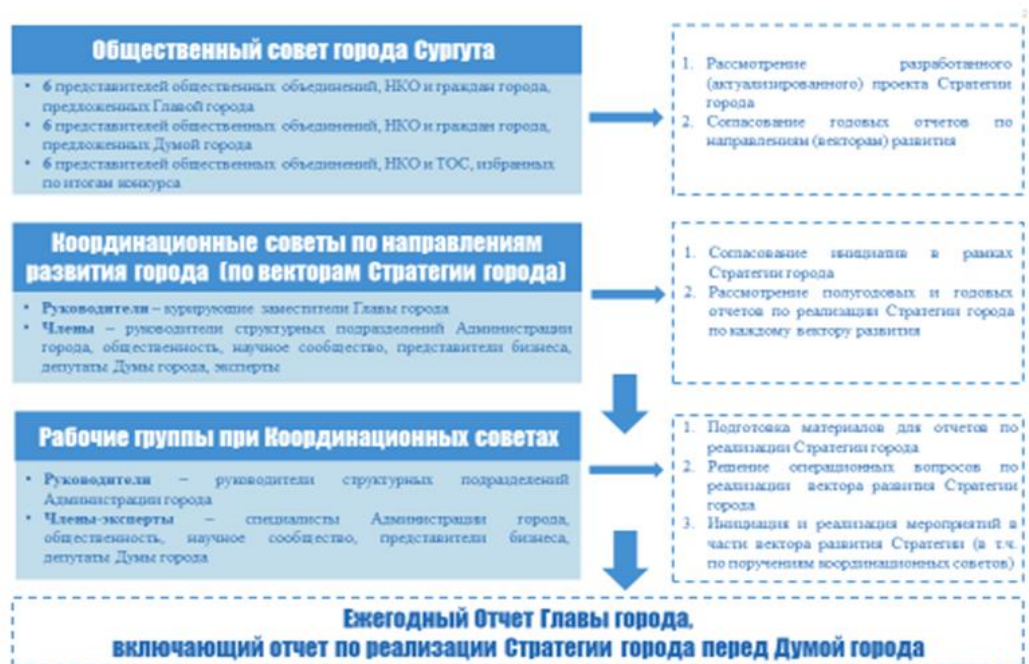 Общественный совет города Сургута
• 6 представителей общественных объединений, НКО и граждан города,
предложенных Главой города
• 6 представителей общественных объединений, НКО и граждан города,
предложенных Думой города
• 6 представителей общественных объединений, НКО и ТОС, избранных
по итогам конкурса
1. Рассмотрение разработанного
(актуализированного) проекта Стратегии
города
2. Согласование годовых отчетов по
направлениям (векторам) развития
Координационные советы по направлениям
развития города (по векторам Стратегии города)
• Руководители – курирующие заместители Главы города
• Члены – руководители структурных подразделений Администрации
города, общественность, научное сообщество, представители бизнеса,
депутаты Думы города, эксперты
1. Согласование инициатив в рамках
Стратегии города
2. Рассмотрение полугодовых и годовых
отчетов по реализации Стратегии города
по каждому вектору развития
Рабочие группы при Координационных советах
• Руководители – руководители структурных подразделений
Администрации города
• Члены-эксперты – специалисты Администрации города,
общественность, научное сообщество, представители бизнеса,
депутаты Думы города
1. Подготовка материалов для отчетов по
реализации Стратегии города
2. Решение операционных вопросов по
реализации вектора развития Стратегии
города
3. Инициация и реализация мероприятий в
части вектора развития Стратегии (в т.ч.
по поручениям координационных советов)
Ежегодный Отчет Главы города,
включающий отчет по реализации Стратегии города перед Думой города